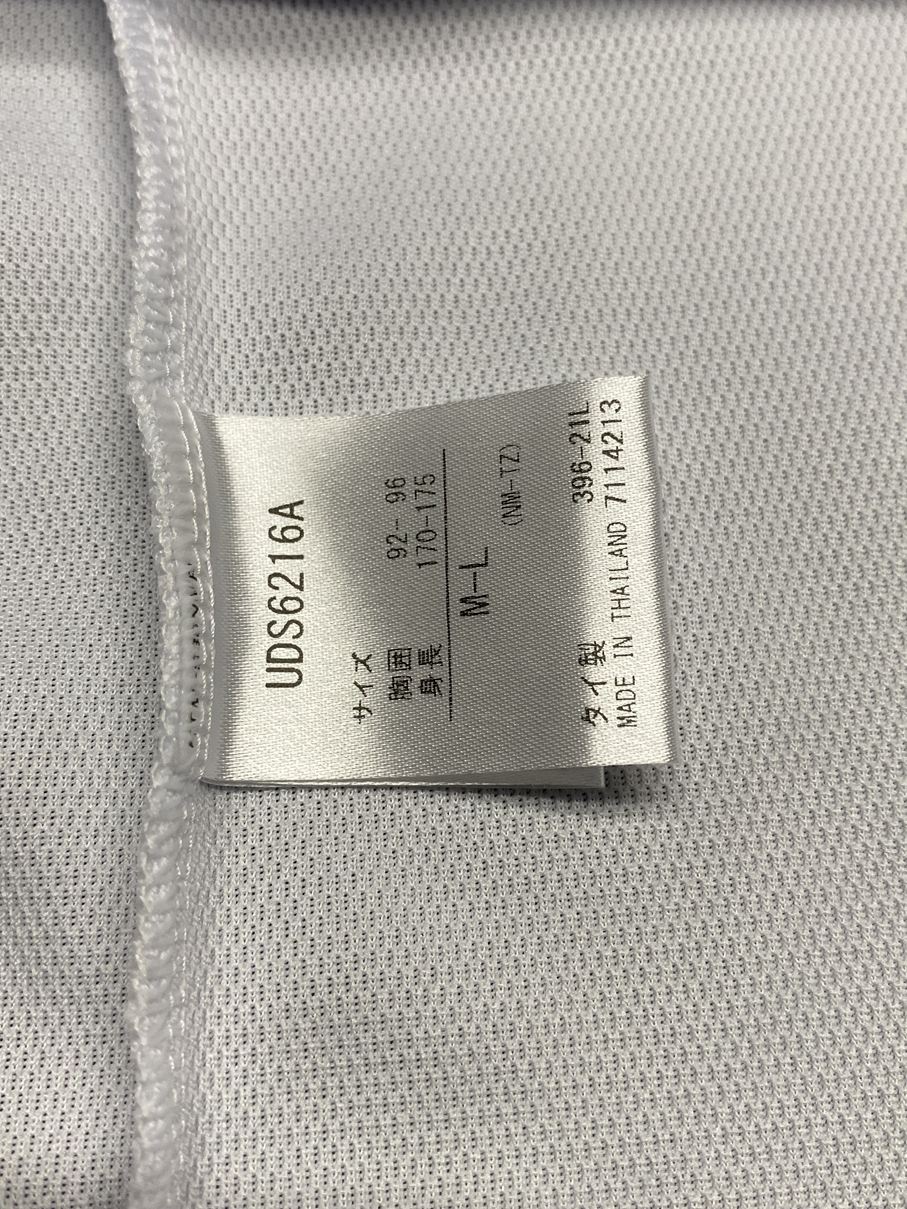 UDS6216A
サイズ
胸囲 92- 96
身長 170-175
M-L
(NM-TZ)
396-21L
タイ製
MADE IN THAILAND 7114213